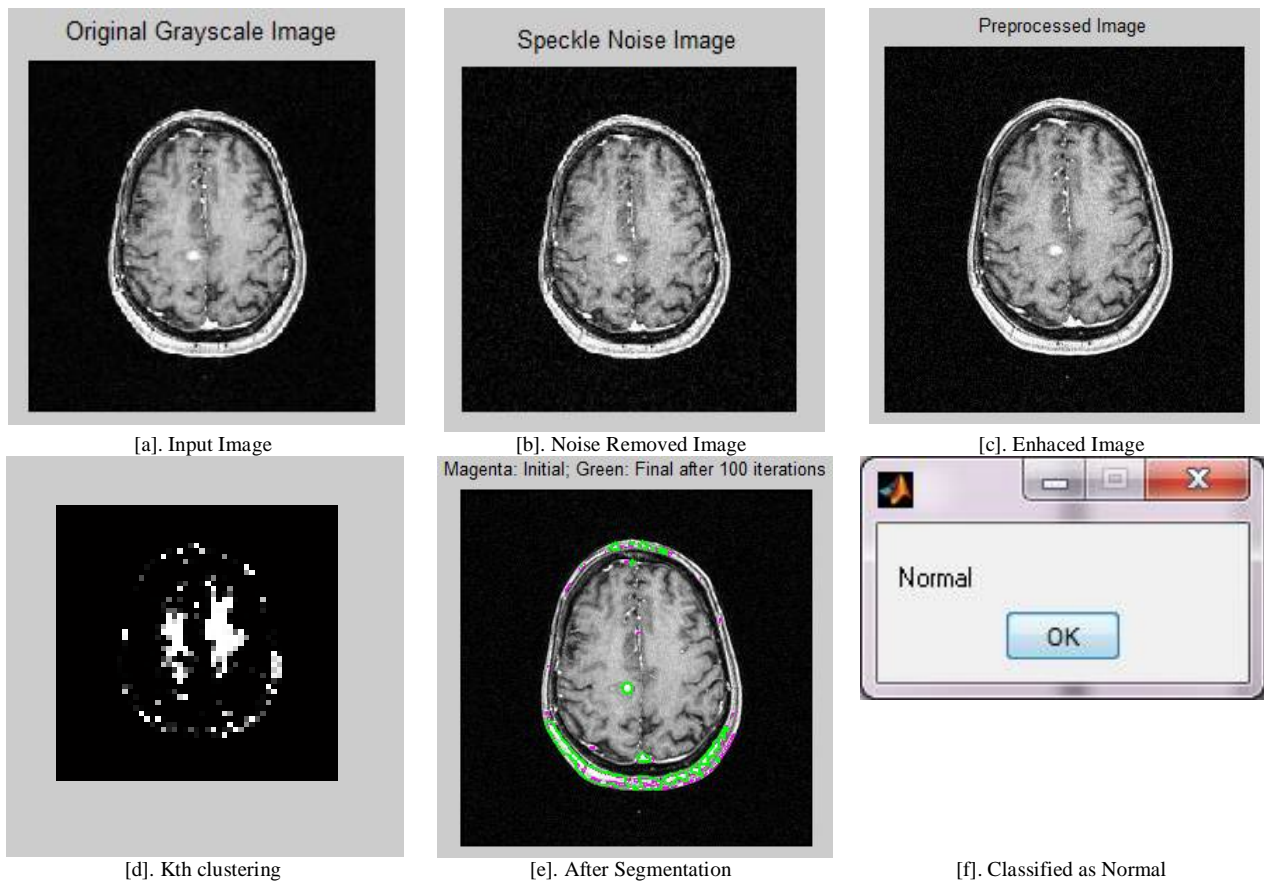 Original Grayscale Image
Speckle Noise Image
Preprocessed Image
[a]. Input Image
[b]. Noise Removed Image
[c]. Enhaced Image
Magenta: Initial; Green: Final after 100 iterations
Normal
OK
[d]. Kth clustering
[e]. After Segmentation
[f]. Classified as Normal